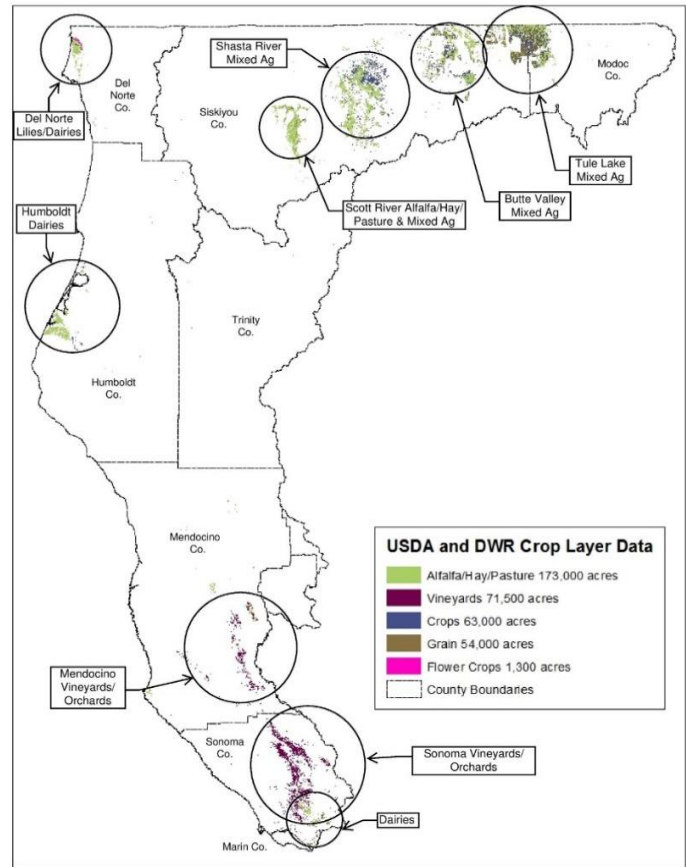 Shasta River
Mixed Ag
Del
Norte
Co.
Siskiyou
Co.
Modoc
Co.
Del Norte
Lilies/Dairies
Tule Lake
Mixed Ag
Butte Valley
Mixed Ag
Scott River Alfalfa/Hay/
Pasture & Mixed Ag
Humboldt
Dairies
Trinity
Co.
Humboldt
Co.
Mendocino
Co.
USDA and DWR Crop Layer Data
Alfalfa/Hay/Pasture 173,000 acres
Vineyards 71,500 acres
Crops 63,000 acres
Grain 54,000 acres
Flower Crops 1,300 acres
County Boundaries
Mendocino
Vineyards/
Orchards
Sonoma
Co.
Sonoma Vineyards/
Orchards
Dairies
Marin Co.